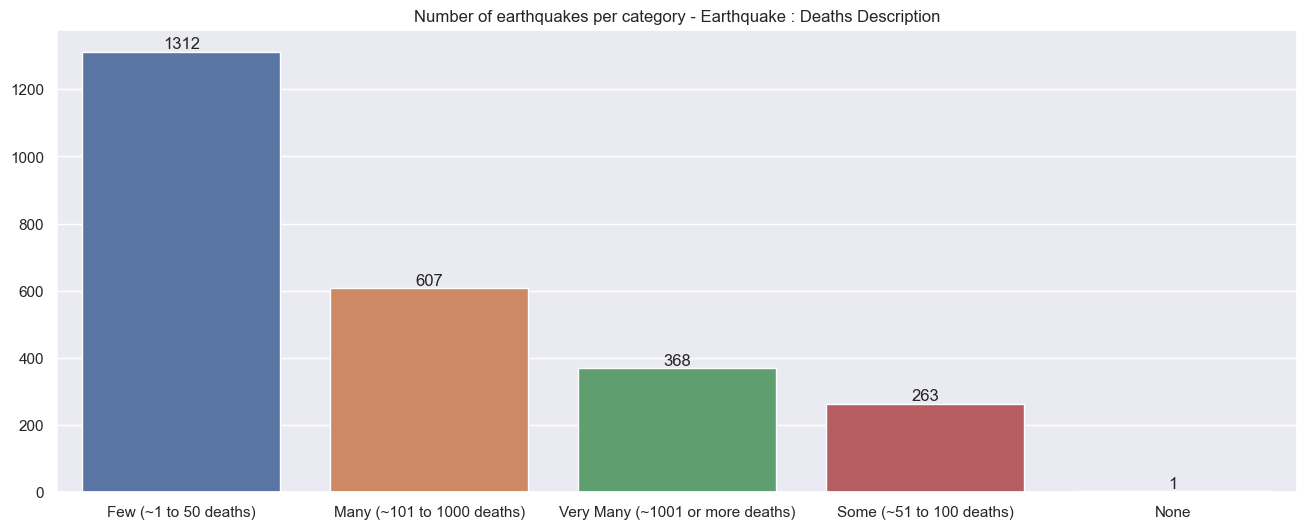 Number of earthquakes per category - Earthquake : Deaths Description
1312
1200
1000
800
607
600
400
368
263
200
1
0
Few (~1 to 50 deaths)
Many (~101 to 1000 deaths)
Very Many (~1001 or more deaths)
Some (~51 to 100 deaths)
None